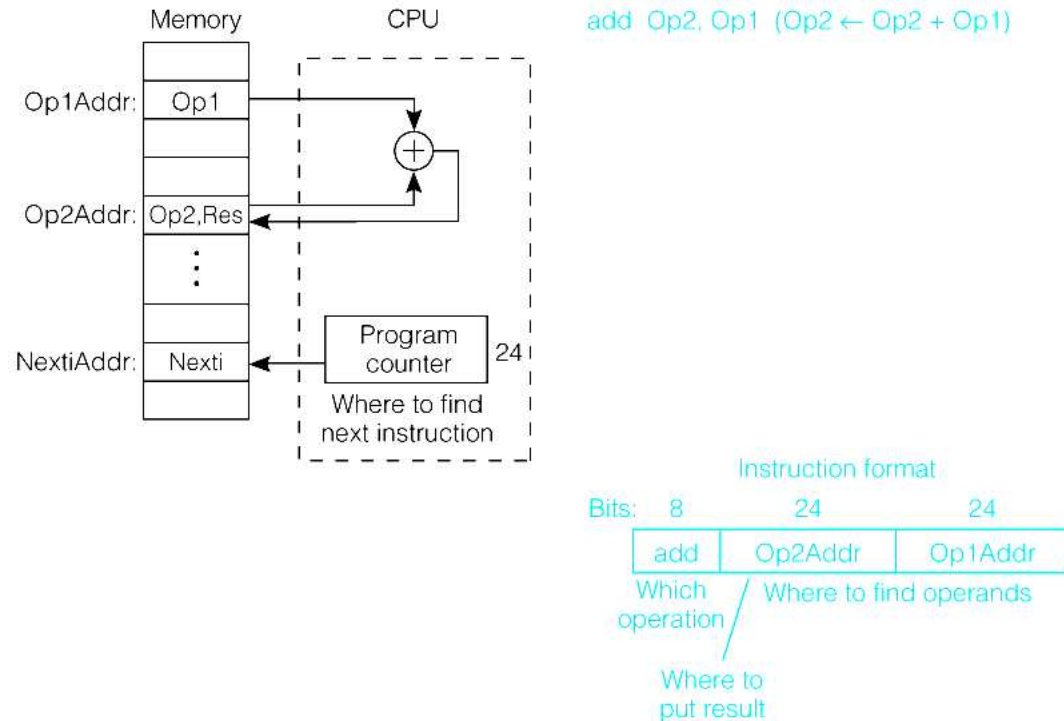 Memory
CPU
add Op2, Op1 (Op2 ← Op2 + Op1)
Op1Addr:
Op1
+
Op2Addr:
Op2,Res
NextiAddr:
Nexti
Program
counter
24
Where to find
next instruction
Instruction format
Bits: 8 24 24
add Op2Addr Op1Addr
Which
operation
Where to find operands
Where to
put result